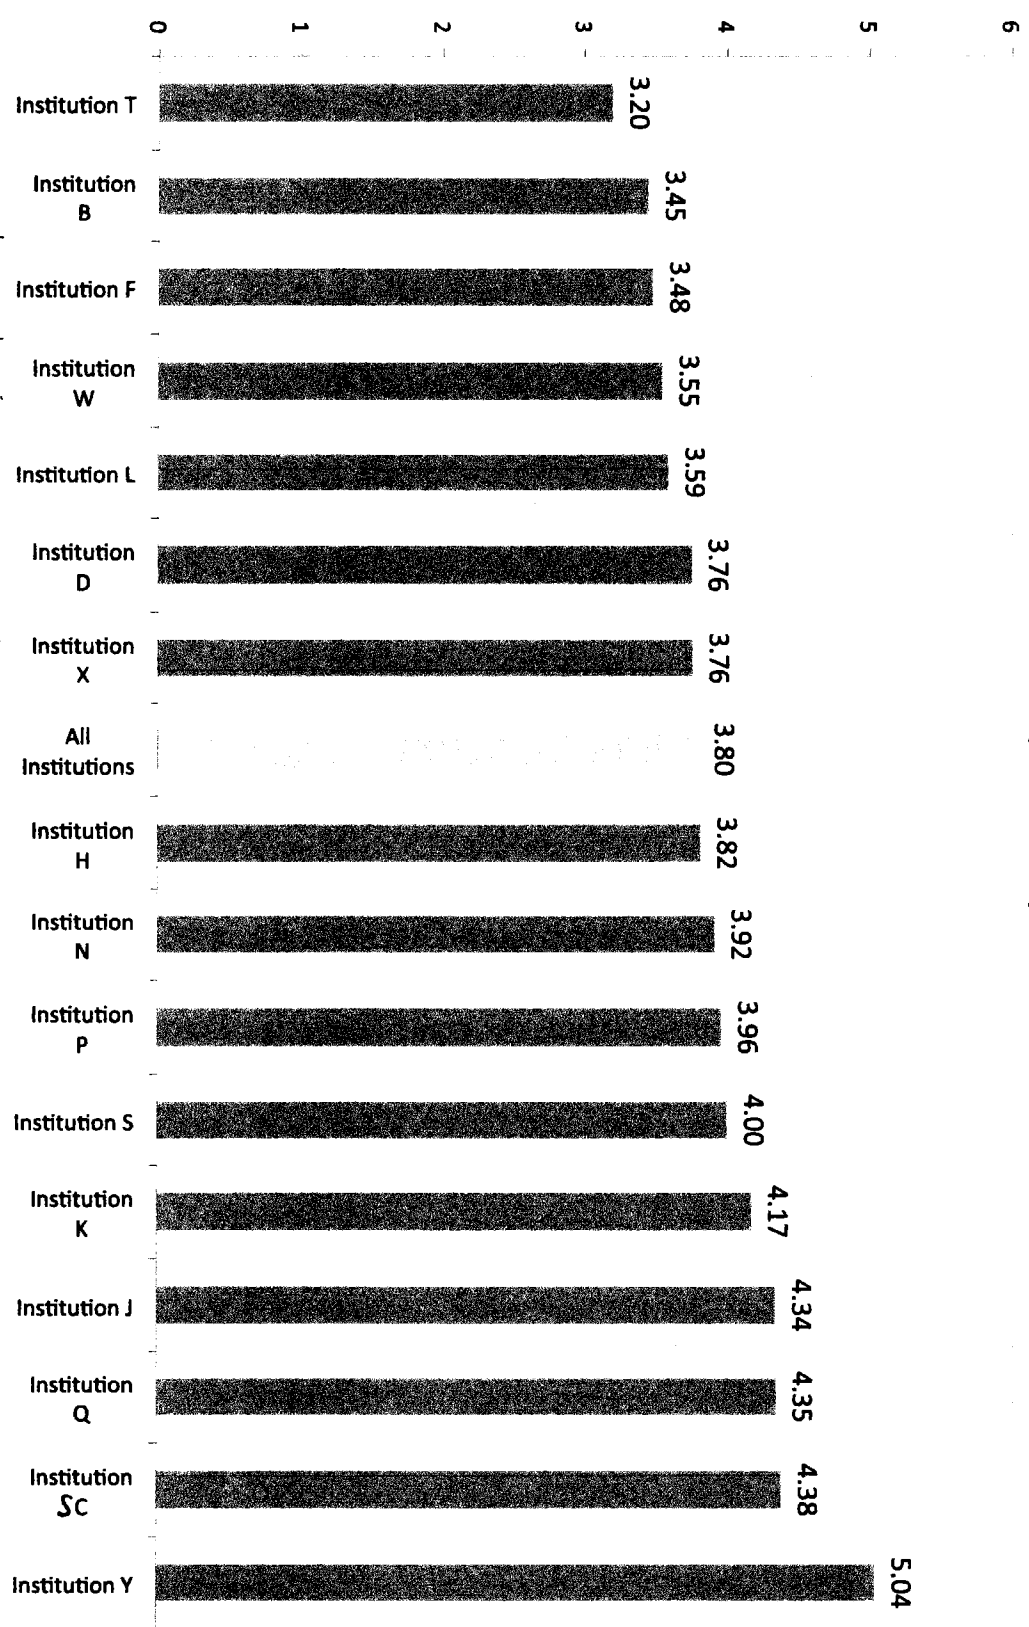 0
1
2
3
4
5
6
Institution T
3.20
Institution
B
3.45
Institution F
3.48
Institution
W
3.55
Institution L
3.59
Institution
D
3.76
Institution
X
3.76
All
Institutions
3.80
Institution
H
3.82
Institution
N
3.92
Institution
P
3.96
Institution S
4.00
Institution
K
4.17
Institution J
4.34
Institution
Q
4.35
Institution
SC
4.38
Institution Y
5.04